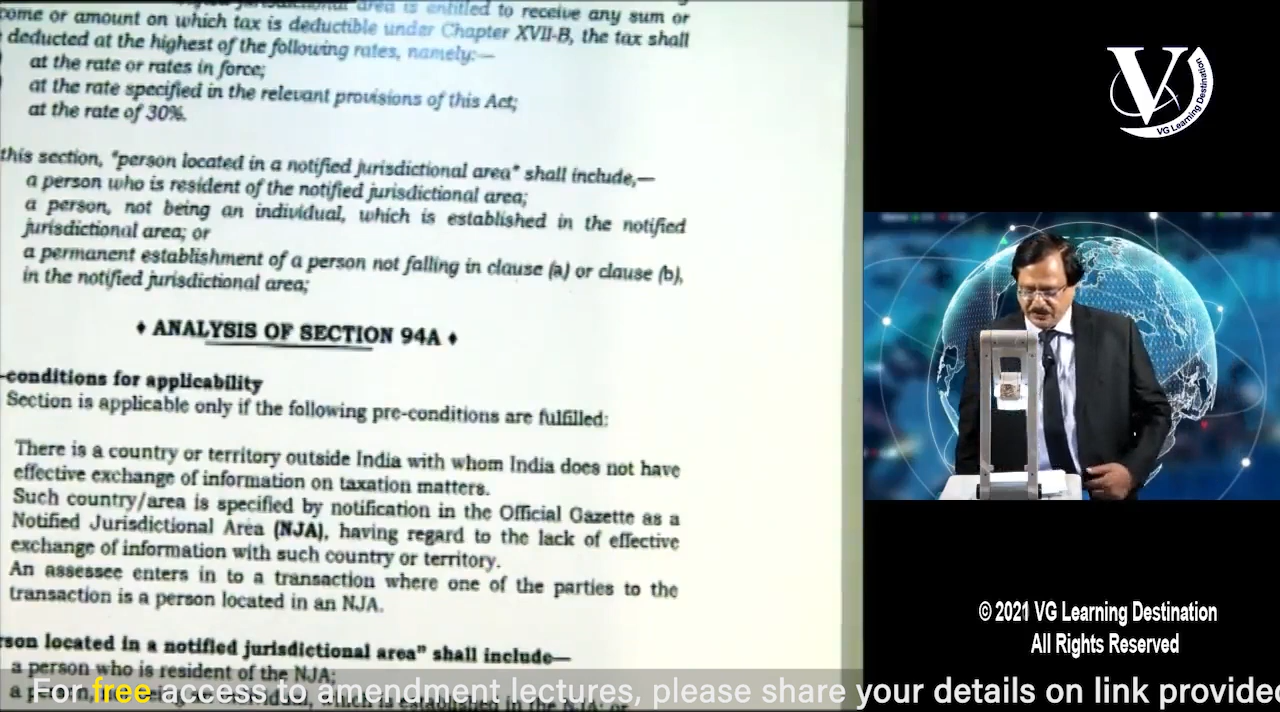 area is entitled to receive any sum or
come or amount on which tax is deductible under Chapter XVII-B, the tax shall
deducted at the highest of the following rates, namely:—
at the rate or rates in force;
at the rate specified in the relevant provisions of this Act;
at the rate of 30%.
this section, "person located in a notified jurisdictional area" shall include,—
a person who is resident of the notified jurisdictional area;
a person, not being an individual, which is established in the notified
jurisdictional area; or
a permanent establishment of a person not falling in clause (a) or clause (b),
in the notified jurisdictional area;
♦ ANALYSIS OF SECTION 94A ♦
-conditions for applicability
Section is applicable only if the following pre-conditions are fulfilled:
There is a country or territory outside India with whom India does not have
effective exchange of information on taxation matters.
Such country/area is specified by notification in the Official Gazette as a
Notified Jurisdictional Area (NJA), having regard to the lack of effective
exchange of information with such country or territory.
An assessee enters in to a transaction where one of the parties to the
transaction is a person located in an NJA.
rson located in a notified jurisdictional area" shall include—
a person who is resident of the NJA;
For free access to amendment lectures, please share your details on link provided
V
VG Learning Destination
© 2021 VG Learning Destination
All Rights Reserved